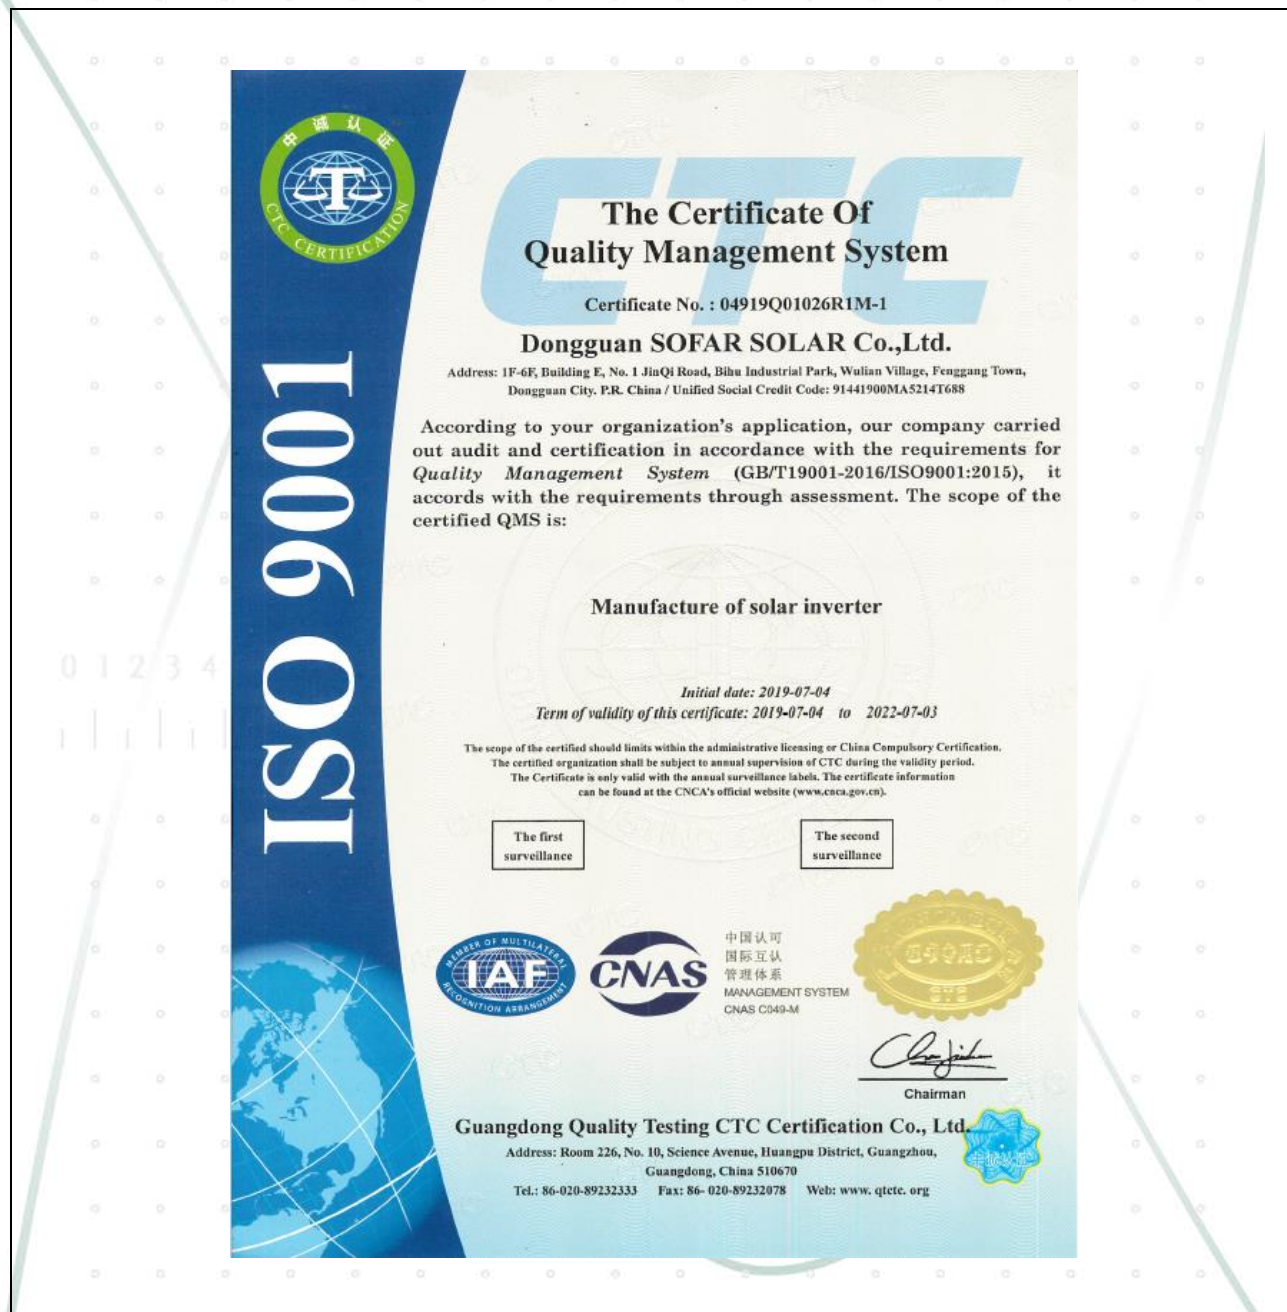 中诚认证
CTC CERTIFICATION
CTC
The Certificate Of
Quality Management System
Certificate No. : 04919Q01026R1M-1
Dongguan SOFAR SOLAR Co.,Ltd.
Address: 1F-6F, Building E, No. 1 JinQi Road, Bihu Industrial Park, Wulian Village, Fenggang Town,
Dongguan City. P.R. China / Unified Social Credit Code: 91441900MA5214T688
According to your organization's application, our company carried
out audit and certification in accordance with the requirements for
Quality Management System (GB/T19001-2016/ISO9001:2015), it
accords with the requirements through assessment. The scope of the
certified QMS is:
ISO 9001
Manufacture of solar inverter
0 1 2 3 4
Initial date: 2019-07-04
Term of validity of this certificate: 2019-07-04 to 2022-07-03
The scope of the certified should limits within the administrative licensing or China Compulsory Certification.
The certified organization shall be subject to annual supervision of CTC during the validity period.
The Certificate is only valid with the annual surveillance labels. The certificate information
can be found at the CNCA's official website (www.cnca.gov.cn).
The first
surveillance
The second
surveillance
MEMBER OF MULTILATERAL
IAF
RECOGNITION ARRANGEMENT
CNAS
中国认可
国际互认
管理体系
MANAGEMENT SYSTEM
CNAS C049-M
Chairman
Guangdong Quality Testing CTC Certification Co., Ltd.
Address: Room 226, No. 10, Science Avenue, Huangpu District, Guangzhou,
Guangdong, China 510670
Tel.: 86-020-89232333 Fax: 86- 020-89232078 Web: www. qtctc. org